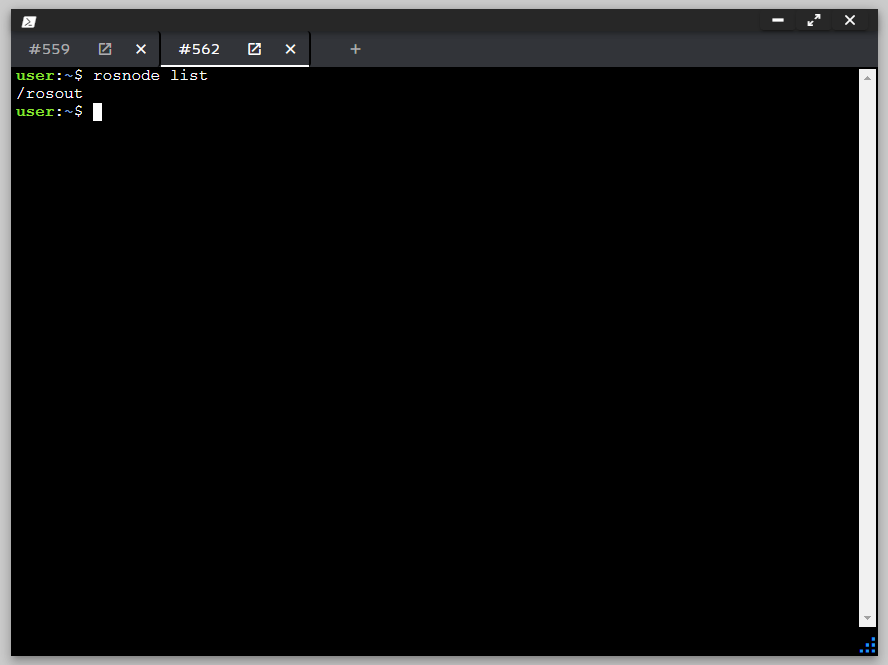 #559 #562 +
user:~$ rosnode list
/rosout
user:~$